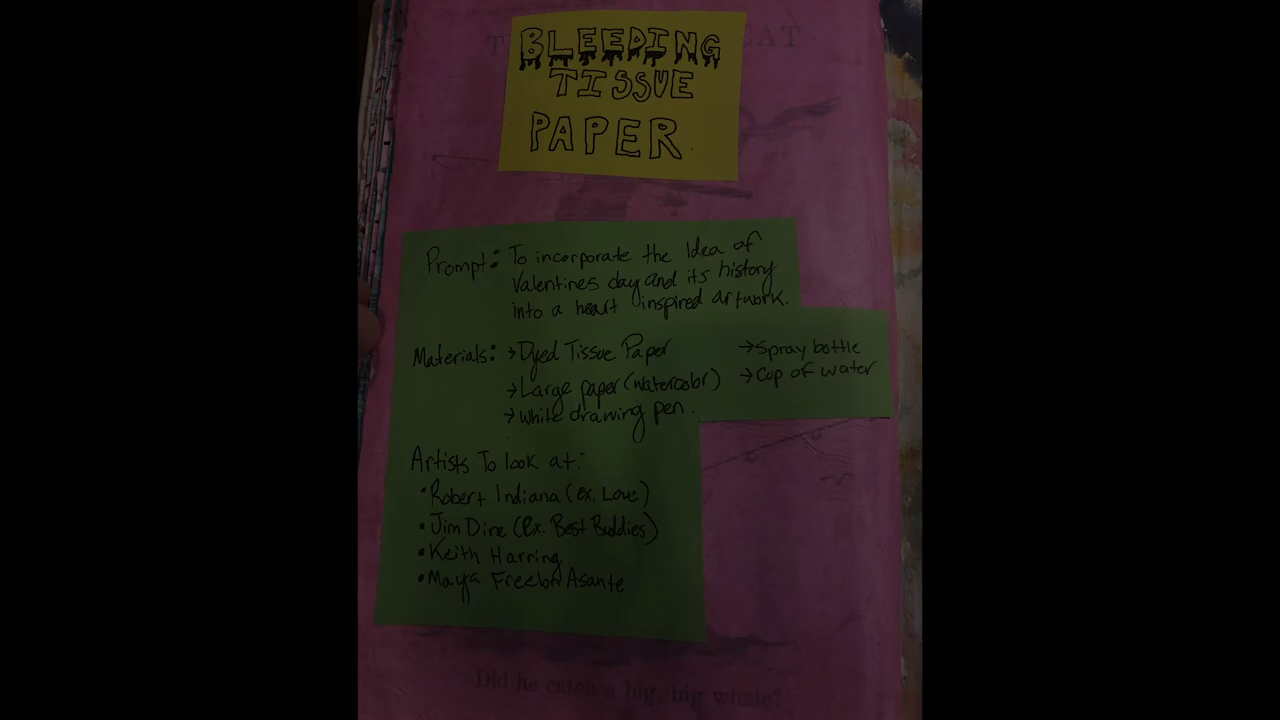 T
CAT
BLEEDING
TISSUE
PAPER
Prompt: To incorporate the Idea of
Valentines day and its history
into a heart inspired artwork.
Materials: → Dyed Tissue Paper
→ Large paper (watercolor)
→ White drawing pen.
→ Spray bottle
→ Cup of water
Artists To look at:
• Robert Indiana (ex. Love)
• Jim Dine (Ex. Best Buddies)
• Keith Harring
• Maya Freelon Asante
Did he catch a big, big whale?